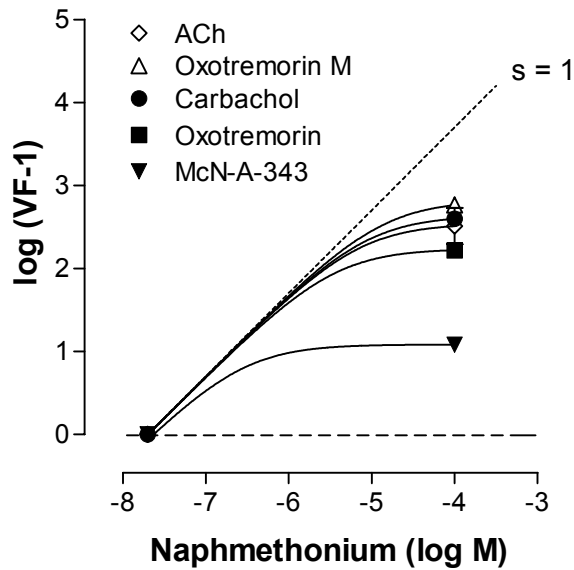 5
4
3
2
1
0
log (VF-1)
ACh
Oxotremorin M
Carbachol
Oxotremorin
McN-A-343
s = 1
-8 -7 -6 -5 -4 -3
Naphmethonium (log M)